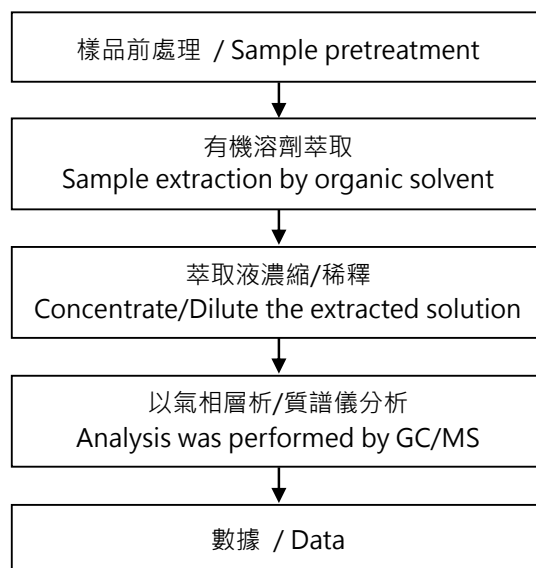 樣品前處理 / Sample pretreatment
有機溶劑萃取
Sample extraction by organic solvent
萃取液濃縮/稀釋
Concentrate/Dilute the extracted solution
以氣相層析/質譜儀分析
Analysis was performed by GC/MS
數據 / Data